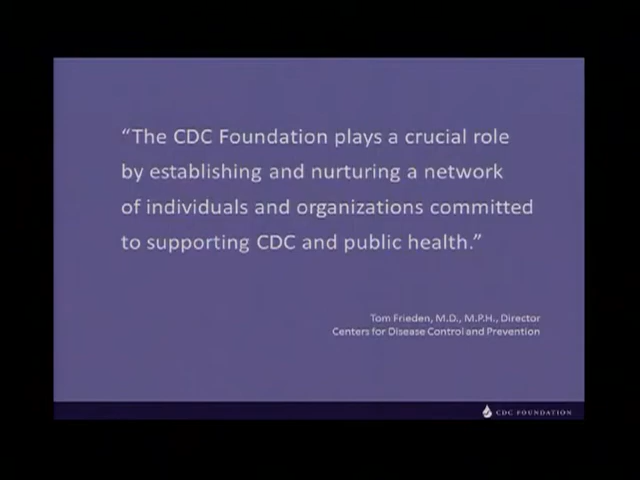 “The CDC Foundation plays a crucial role
by establishing and nurturing a network
of individuals and organizations committed
to supporting CDC and public health.”
Tom Frieden, M.D., M.P.H., Director
Centers for Disease Control and Prevention
CDC FOUNDATION